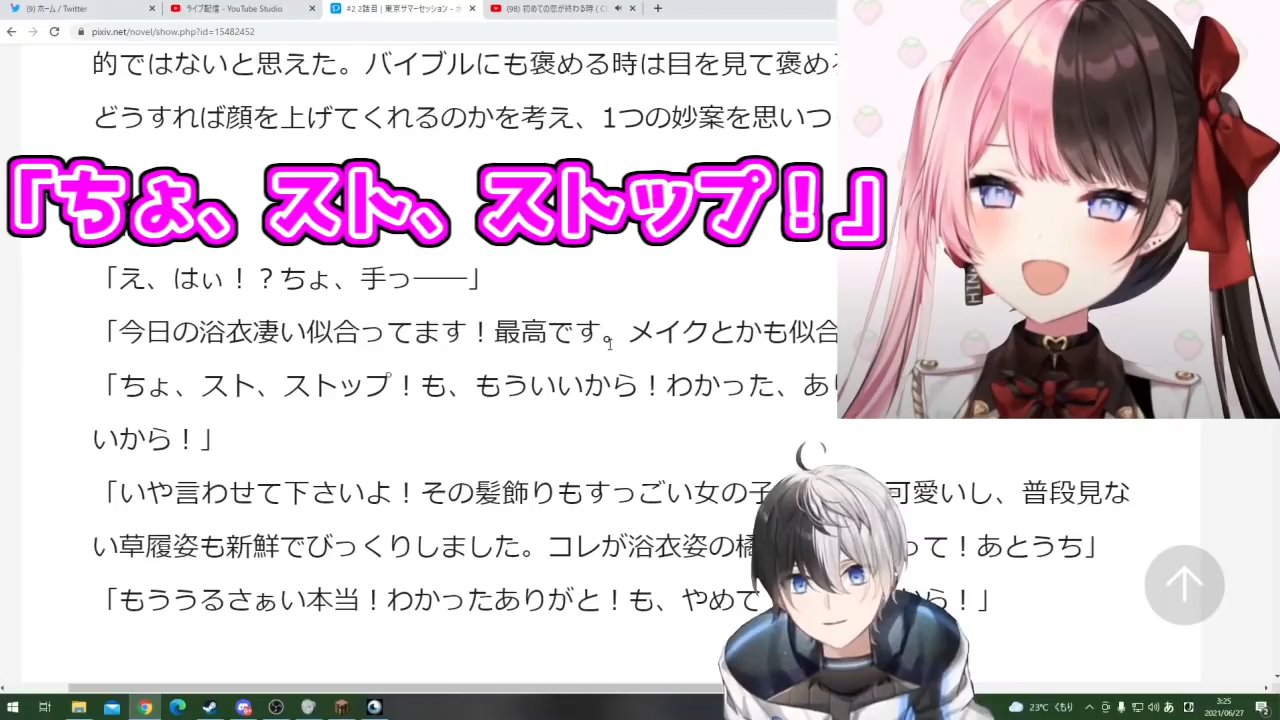 (9) ホーム / Twitter
ライブ配信 - YouTube Studio
#2 2話目 | 東京サマーセッション - ホ
(98) 初めての恋が終わる時 (
pixiv.net/novel/show.php?id=15482452
的ではないと思えた。バイブルにも褒める時は目を見て褒め
どうすれば顔を上げてくれるのかを考え、1つの妙案を思いつ
「ちょ、スト、ストップ！」
「え、はぃ！？ちょ、手っ――」
「今日の浴衣凄い似合ってます！最高です。メイクとかも似合
「ちょ、スト、ストップ！も、もういいから！わかった、あり
いから！」
「いや言わせて下さいよ！その髪飾りもすっごい女の子 可愛いし、普段見な
い草履姿も新鮮でびっくりしました。コレが浴衣姿の橘 って！あとうち」
「もううるさぁい本当！わかったありがと！も、やめて から！」
23℃ くもり
あ
3:25
2021/06/27